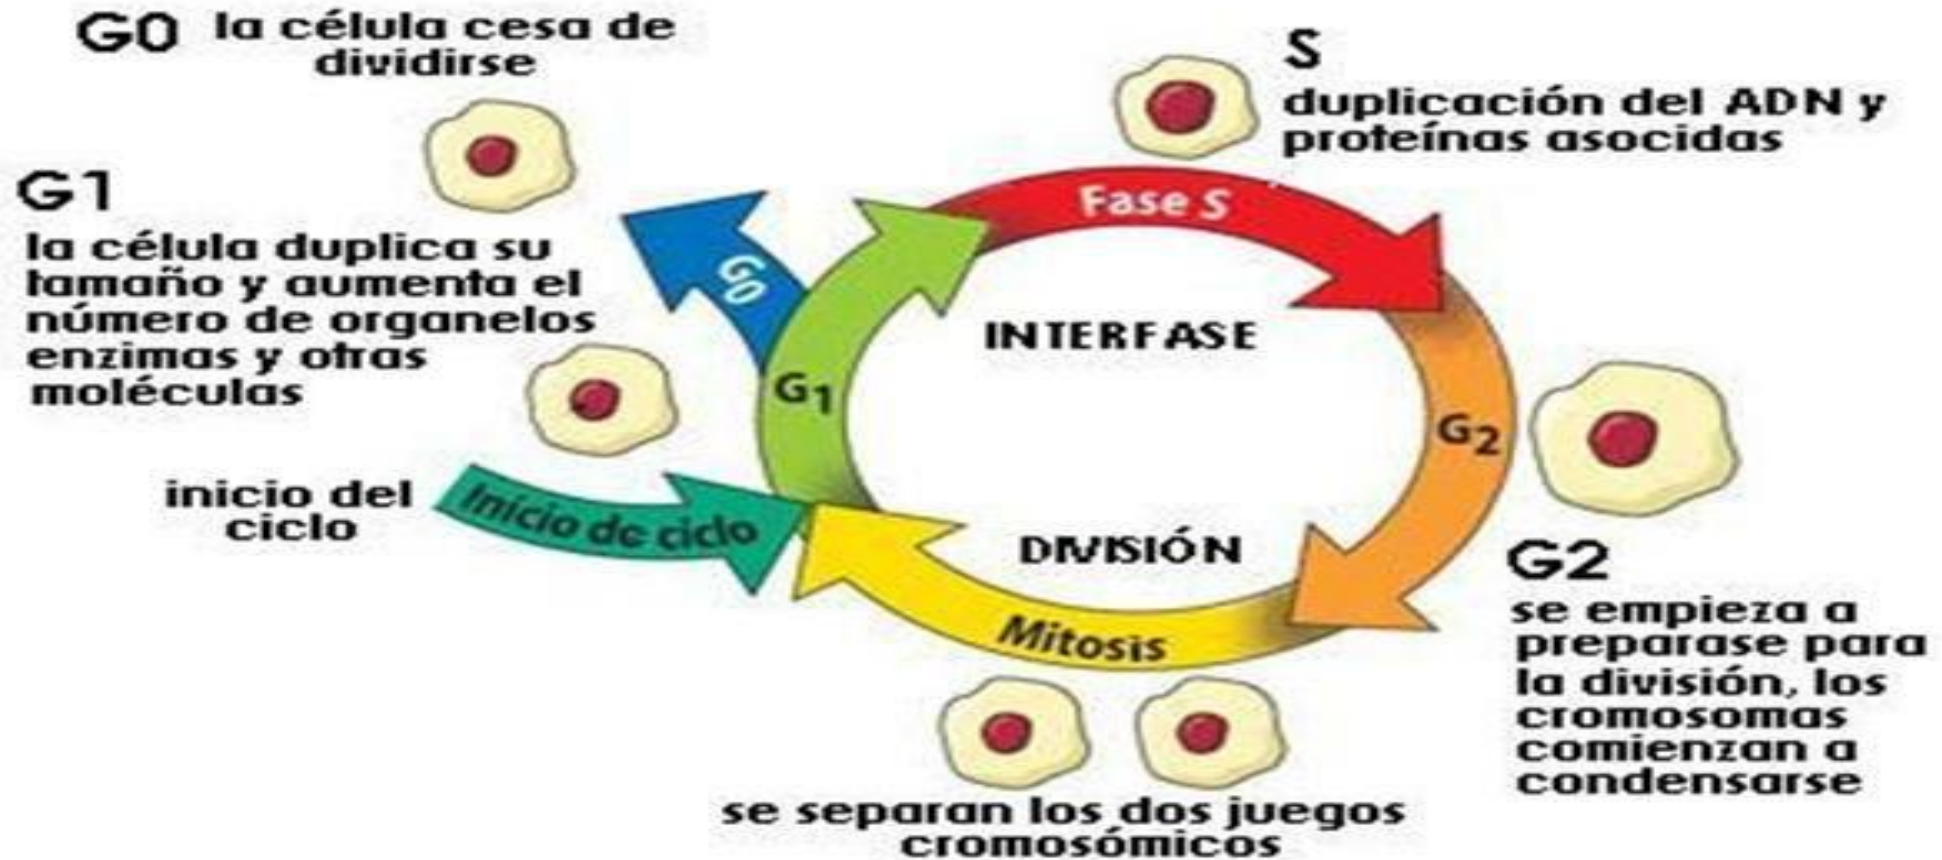 G0 la célula cesa de
dividirse
S
duplicación del ADN y
proteínas asocidas
G1
la célula duplica su
tamaño y aumenta el
número de organelos
enzimas y otras
moléculas
Fase S
G0
INTERFASE
G1
G2
inicio del
ciclo
Inicio de ciclo
DIVISIÓN
Mitosis
G2
se empieza a
preparase para
la división, los
cromosomas
comienzan a
condensarse
se separan los dos juegos
cromosómicos